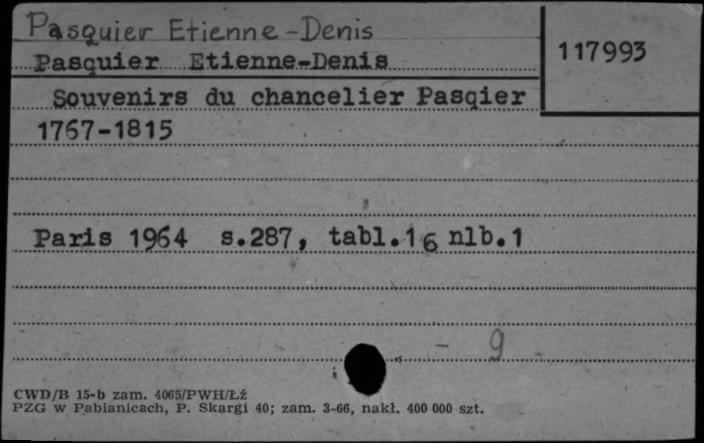 Pasquier Etienne-Denis
Pasquier Etienne-Denis
117993
Souvenirs du chancelier Pasqier
1767-1815
Paris 1964 s.287, tabl.16 nlb.1
- 9
CWD/B 15-b zam. 4065/PWH/Łż
PZG w Pabianicach, P. Skargi 40; zam. 3-66, nakł. 400 000 szt.